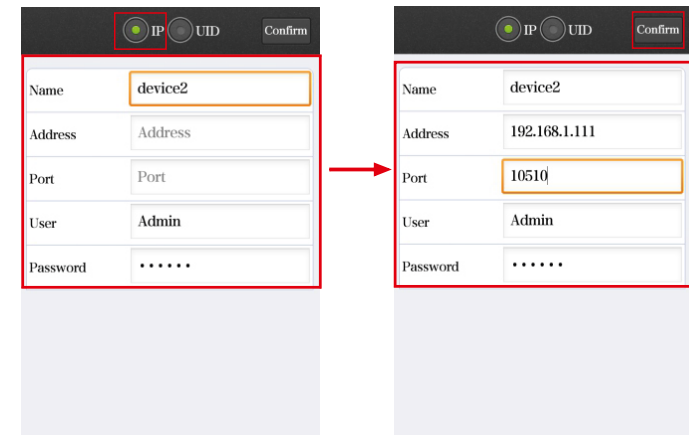 IP UID Confirm
Name device2
Address Address
Port Port
User Admin
Password ••••••
IP UID Confirm
Name device2
Address 192.168.1.111
Port 10510
User Admin
Password ••••••